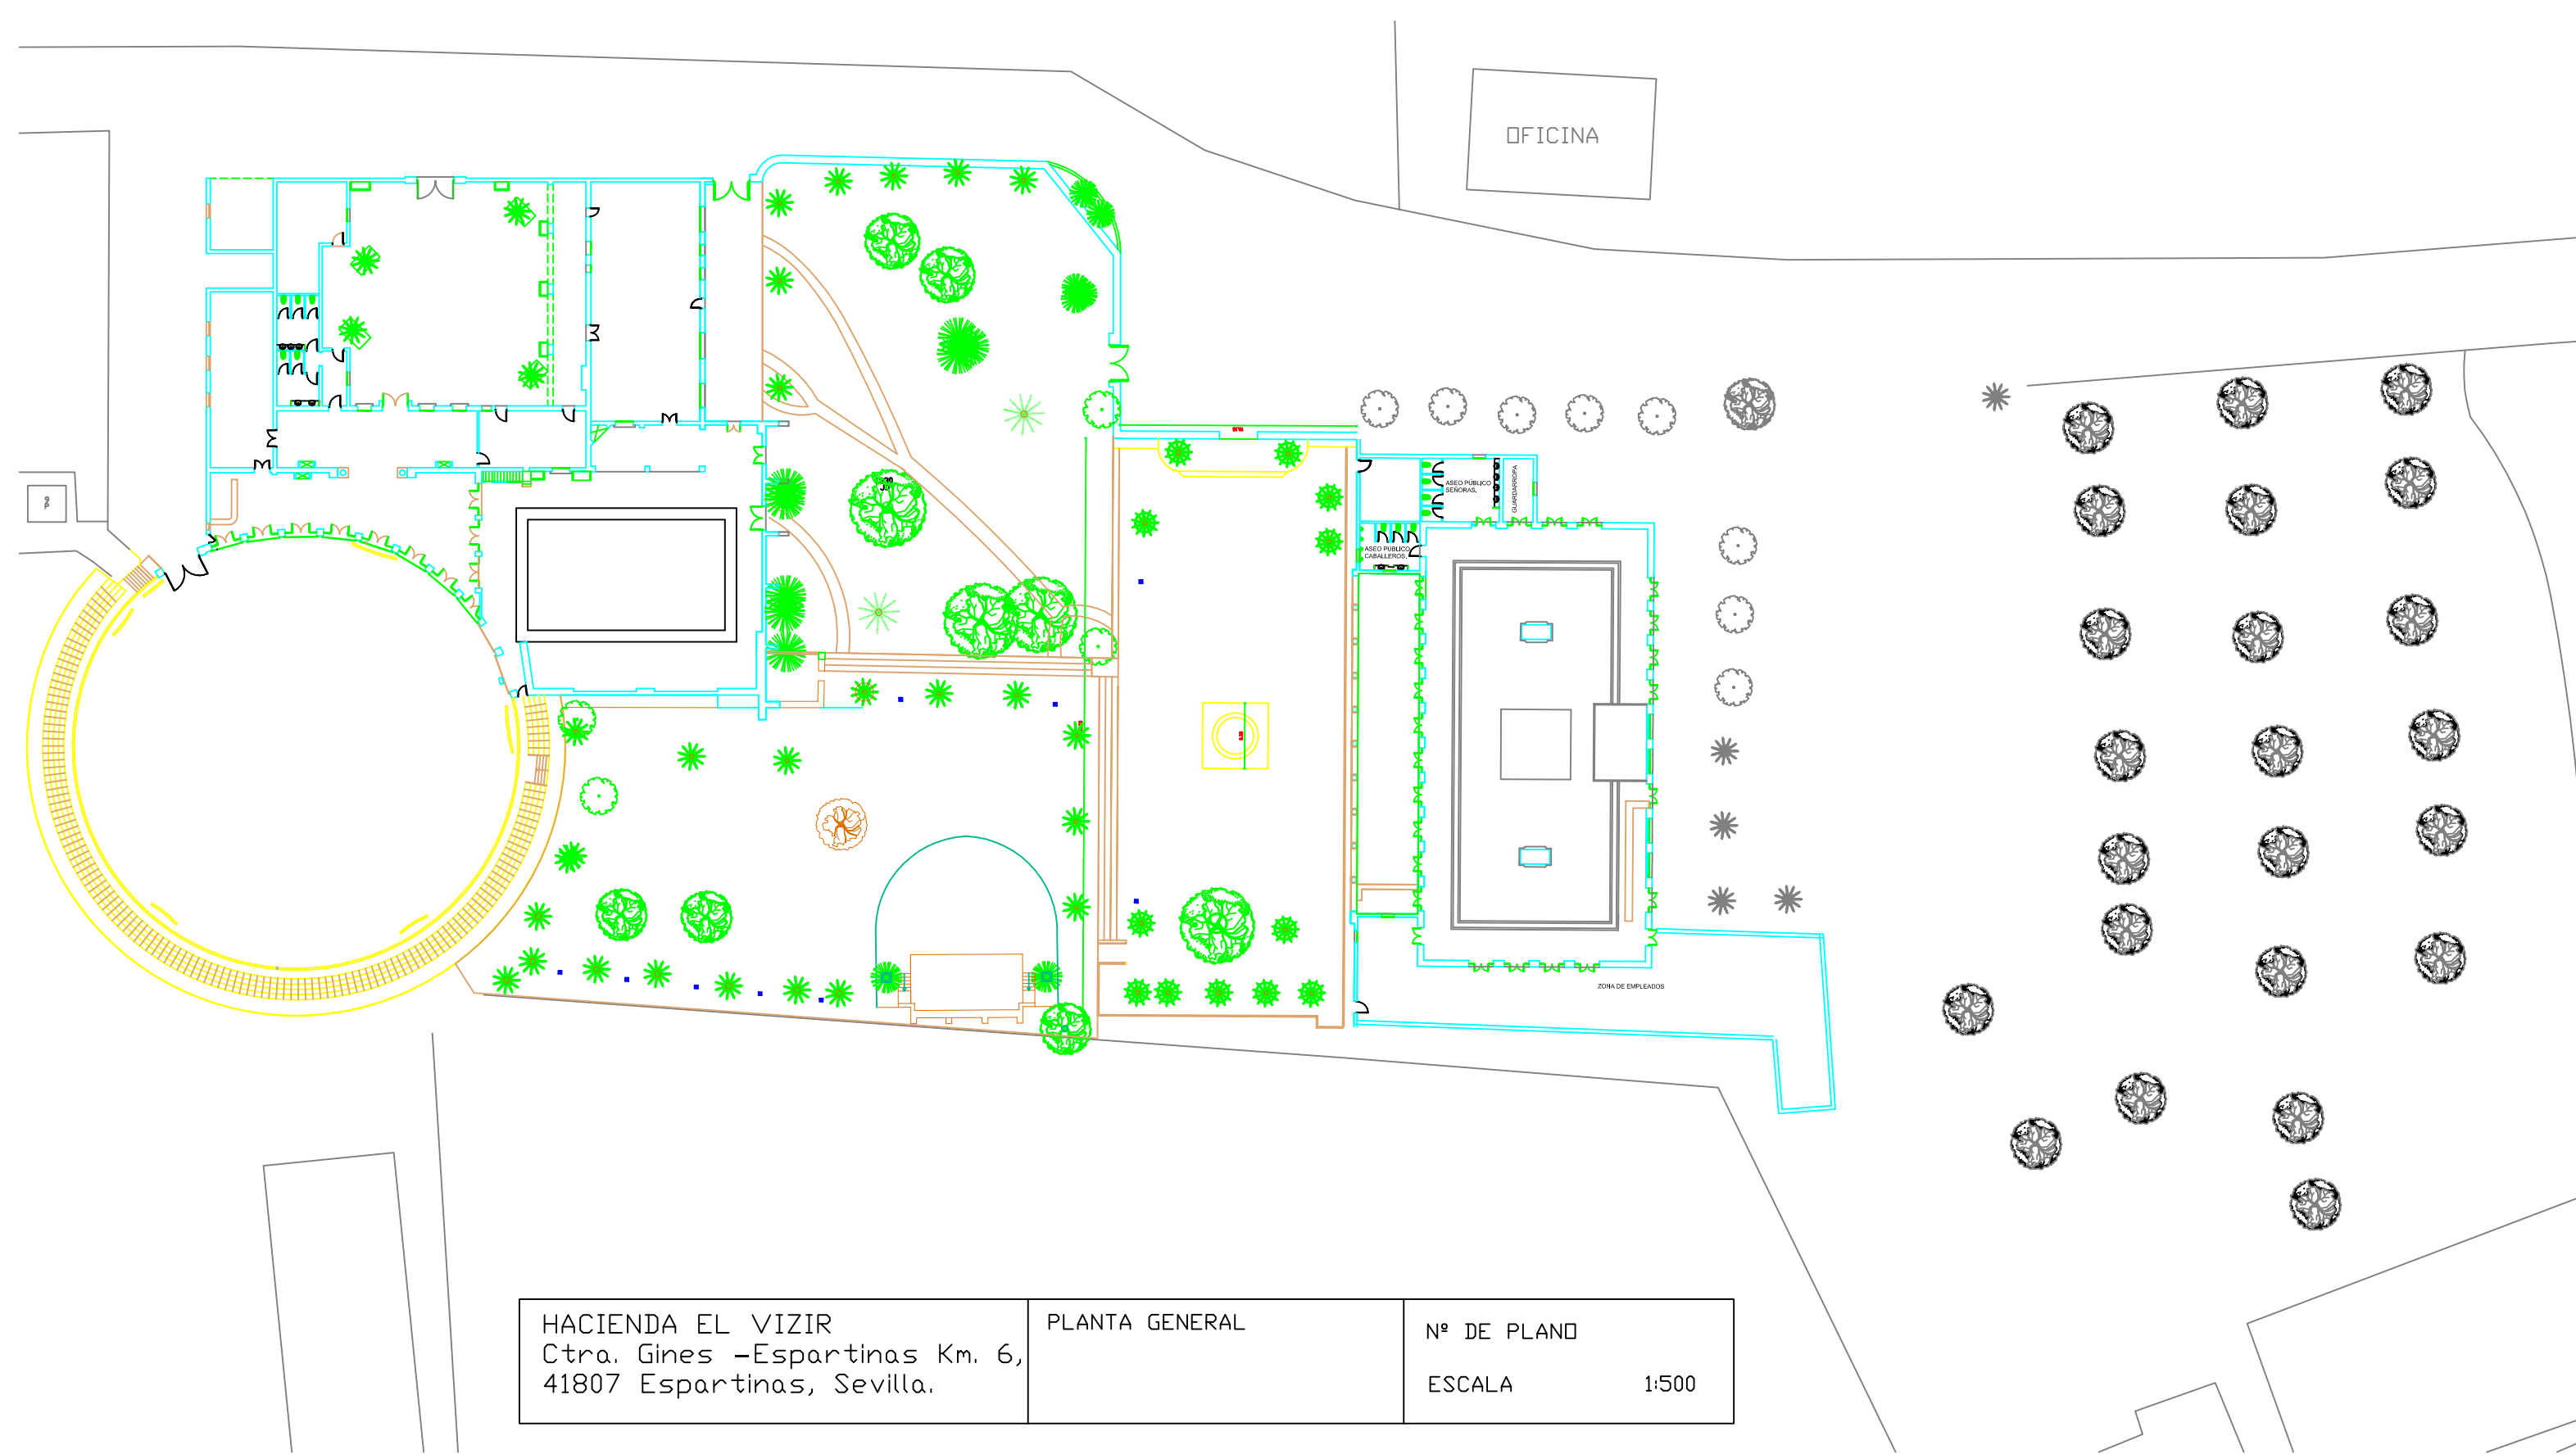 OFICINA
ASEO PÚBLICO
SEÑORAS.
GUARDARROPA
ASEO PÚBLICO
CABALLEROS.
ZONA DE EMPLEADOS
HACIENDA EL VIZIR
Ctra. Gines -Espartinas Km. 6,
41807 Espartinas, Sevilla.
PLANTA GENERAL
Nº DE PLANO
ESCALA 1:500